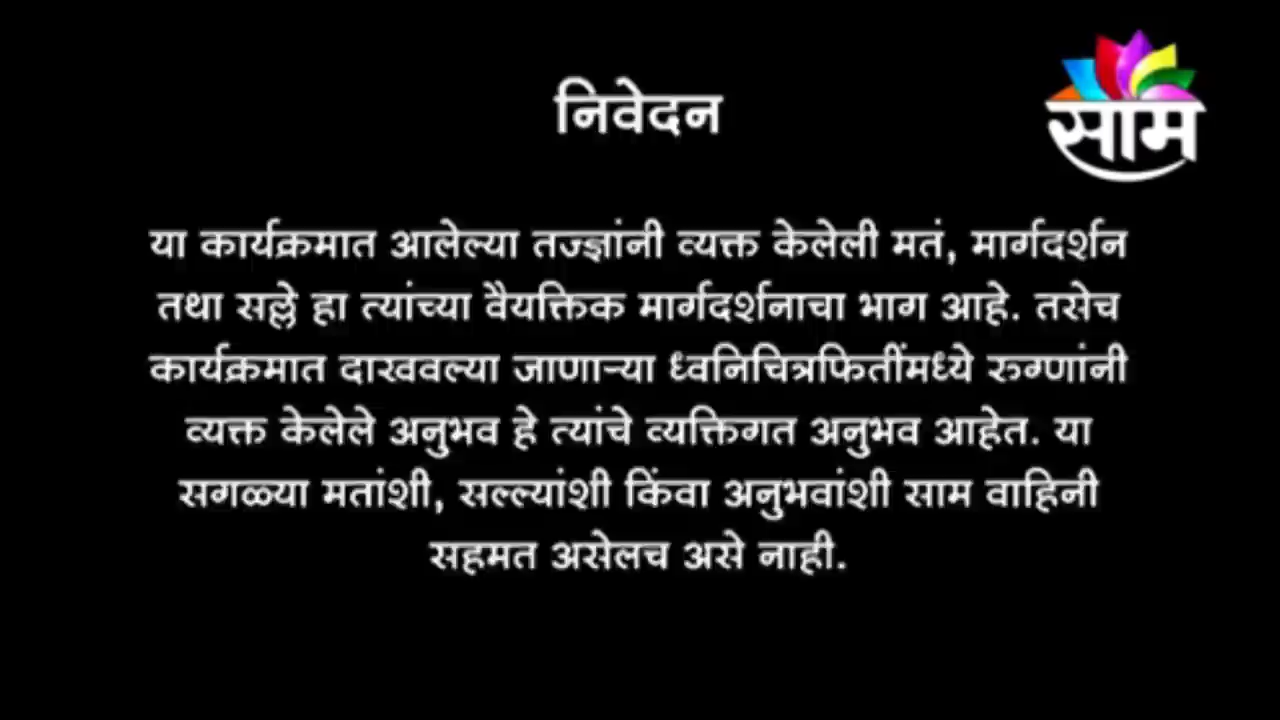 निवेदन
साम
या कार्यक्रमात आलेल्या तज्ज्ञांनी व्यक्त केलेली मतं, मार्गदर्शन
तथा सल्ले हा त्यांच्या वैयक्तिक मार्गदर्शनाचा भाग आहे. तसेच
कार्यक्रमात दाखवल्या जाणाऱ्या ध्वनिचित्रफितींमध्ये रुग्णांनी
व्यक्त केलेले अनुभव हे त्यांचे व्यक्तिगत अनुभव आहेत. या
सगळ्या मतांशी, सल्ल्यांशी किंवा अनुभवांशी साम वाहिनी
सहमत असेलच असे नाही.